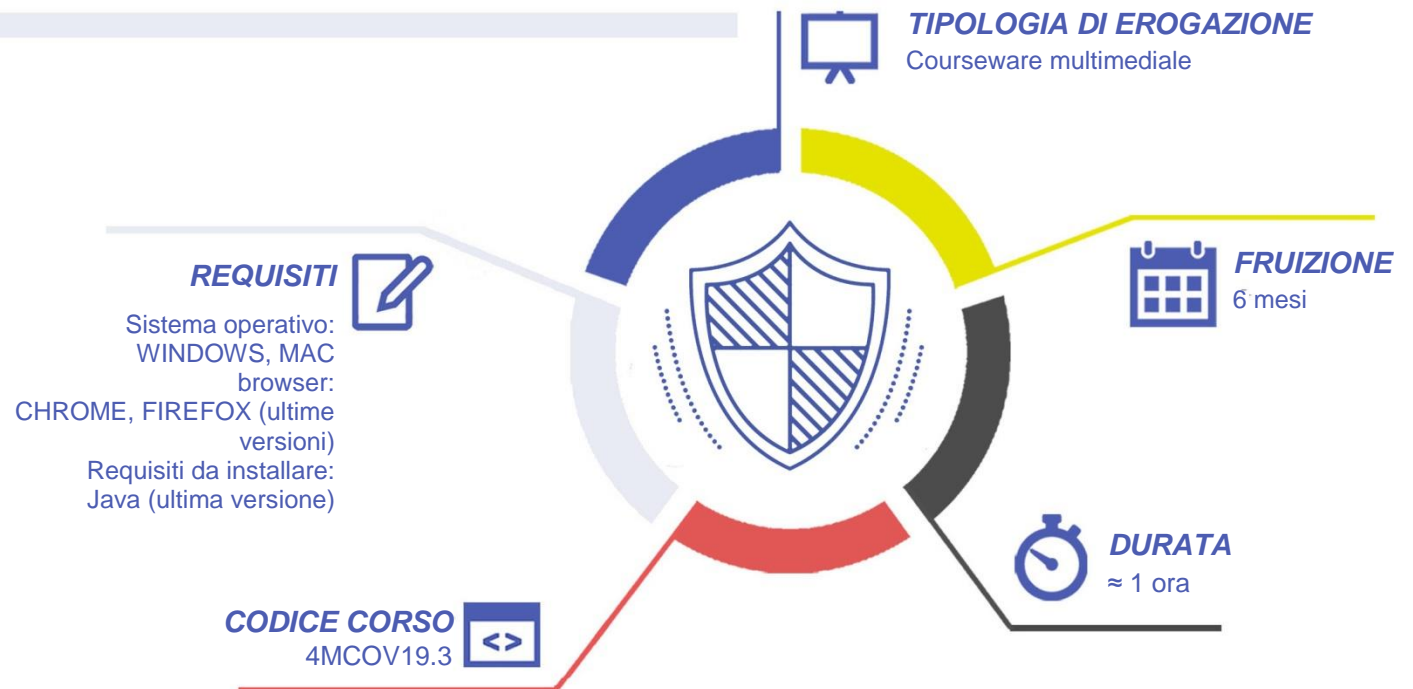 TIPOLOGIA DI EROGAZIONE
Courseware multimediale
REQUISITI
Sistema operativo:
WINDOWS, MAC
browser:
CHROME, FIREFOX (ultime
versioni)
Requisiti da installare:
Java (ultima versione)
FRUIZIONE
6 mesi
DURATA
≈ 1 ora
CODICE CORSO
4MCOV19.3
<>